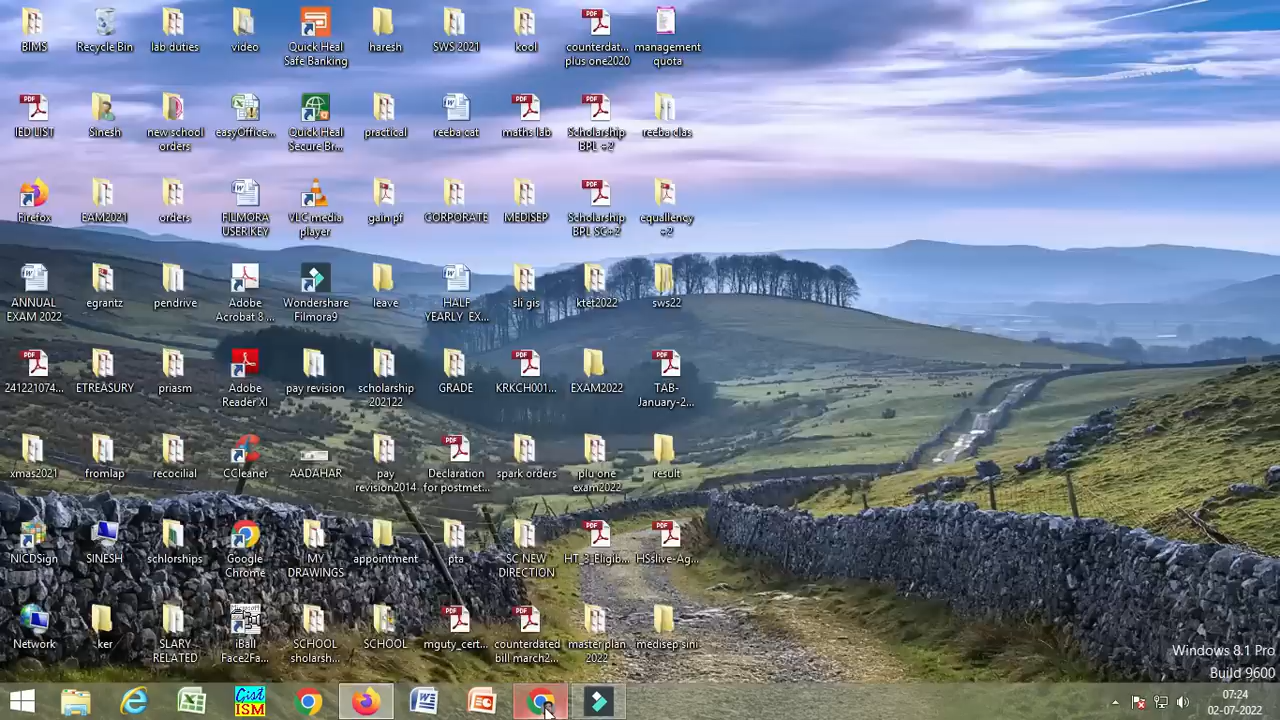 BIMS
Recycle Bin
lab duties
video
Quick Heal
Safe Banking
haresh
SWS 2021
kool
counterdat...
plus one2020
management
quota
IED LIST
Sinesh
new school
orders
easyOffice...
Quick Heal
Secure Br...
practical
reeba cat
maths lab
Scholarship
BPL +2
reeba clas
Firefox
EAM2021
orders
FILMORA
USER KEY
VLC media
player
gain pf
CORPORATE
MEDISEP
Scholarship
BPL SC+2
equallency
+2
ANNUAL
EXAM 2022
egrantz
pendrive
Adobe
Acrobat 8 ...
Wondershare
Filmora9
leave
HALF
YEARLY EX...
sli gis
ktet2022
sws22
241221074...
ETREASURY
priasm
Adobe
Reader XI
pay revision
scholarship
202122
GRADE
KRKCH001...
EXAM2022
TAB-
January-2...
xmas2021
fromlap
recocilial
CCleaner
AADAHAR
pay
revision2014
Declaration
for postmet...
spark orders
plu one
exam2022
result
NICDSign
SINESH
schlorships
Google
Chrome
MY
DRAWINGS
appointment
pta
SC NEW
DIRECTION
HT_3_Eligib...
HSslive-Ag...
Network
ker
SLARY
RELATED
iBall
Face2Fa...
SCHOOL
sholarsh...
SCHOOL
mguty_cert...
counterdated
bill march2...
master plan
2022
medisep sinil
Windows 8.1 Pro
Build 9600
Gist
ISM
07:24
02-07-2022